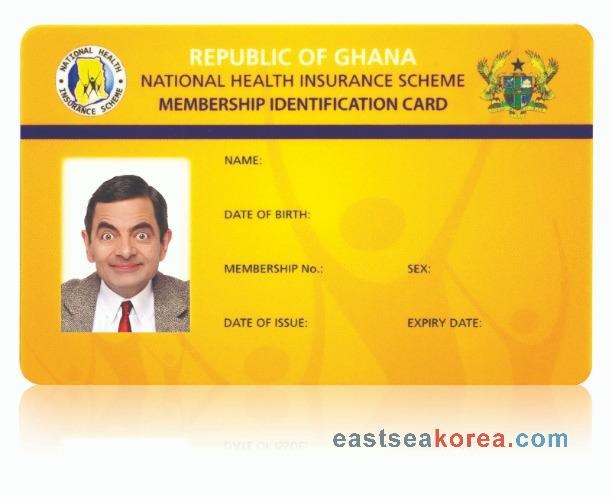 REPUBLIC OF GHANA
NATIONAL HEALTH INSURANCE SCHEME
MEMBERSHIP IDENTIFICATION CARD
NATIONAL HEALTH
INSURANCE SCHEME
NAME:
DATE OF BIRTH:
MEMBERSHIP No.: SEX:
DATE OF ISSUE: EXPIRY DATE:
eastseakorea.com